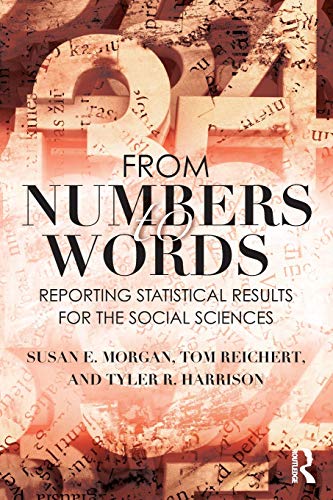 FROM
NUMBERS
to
WORDS
REPORTING STATISTICAL RESULTS
FOR THE SOCIAL SCIENCES
SUSAN E. MORGAN, TOM REICHERT,
AND TYLER R. HARRISON
ROUTLEDGE